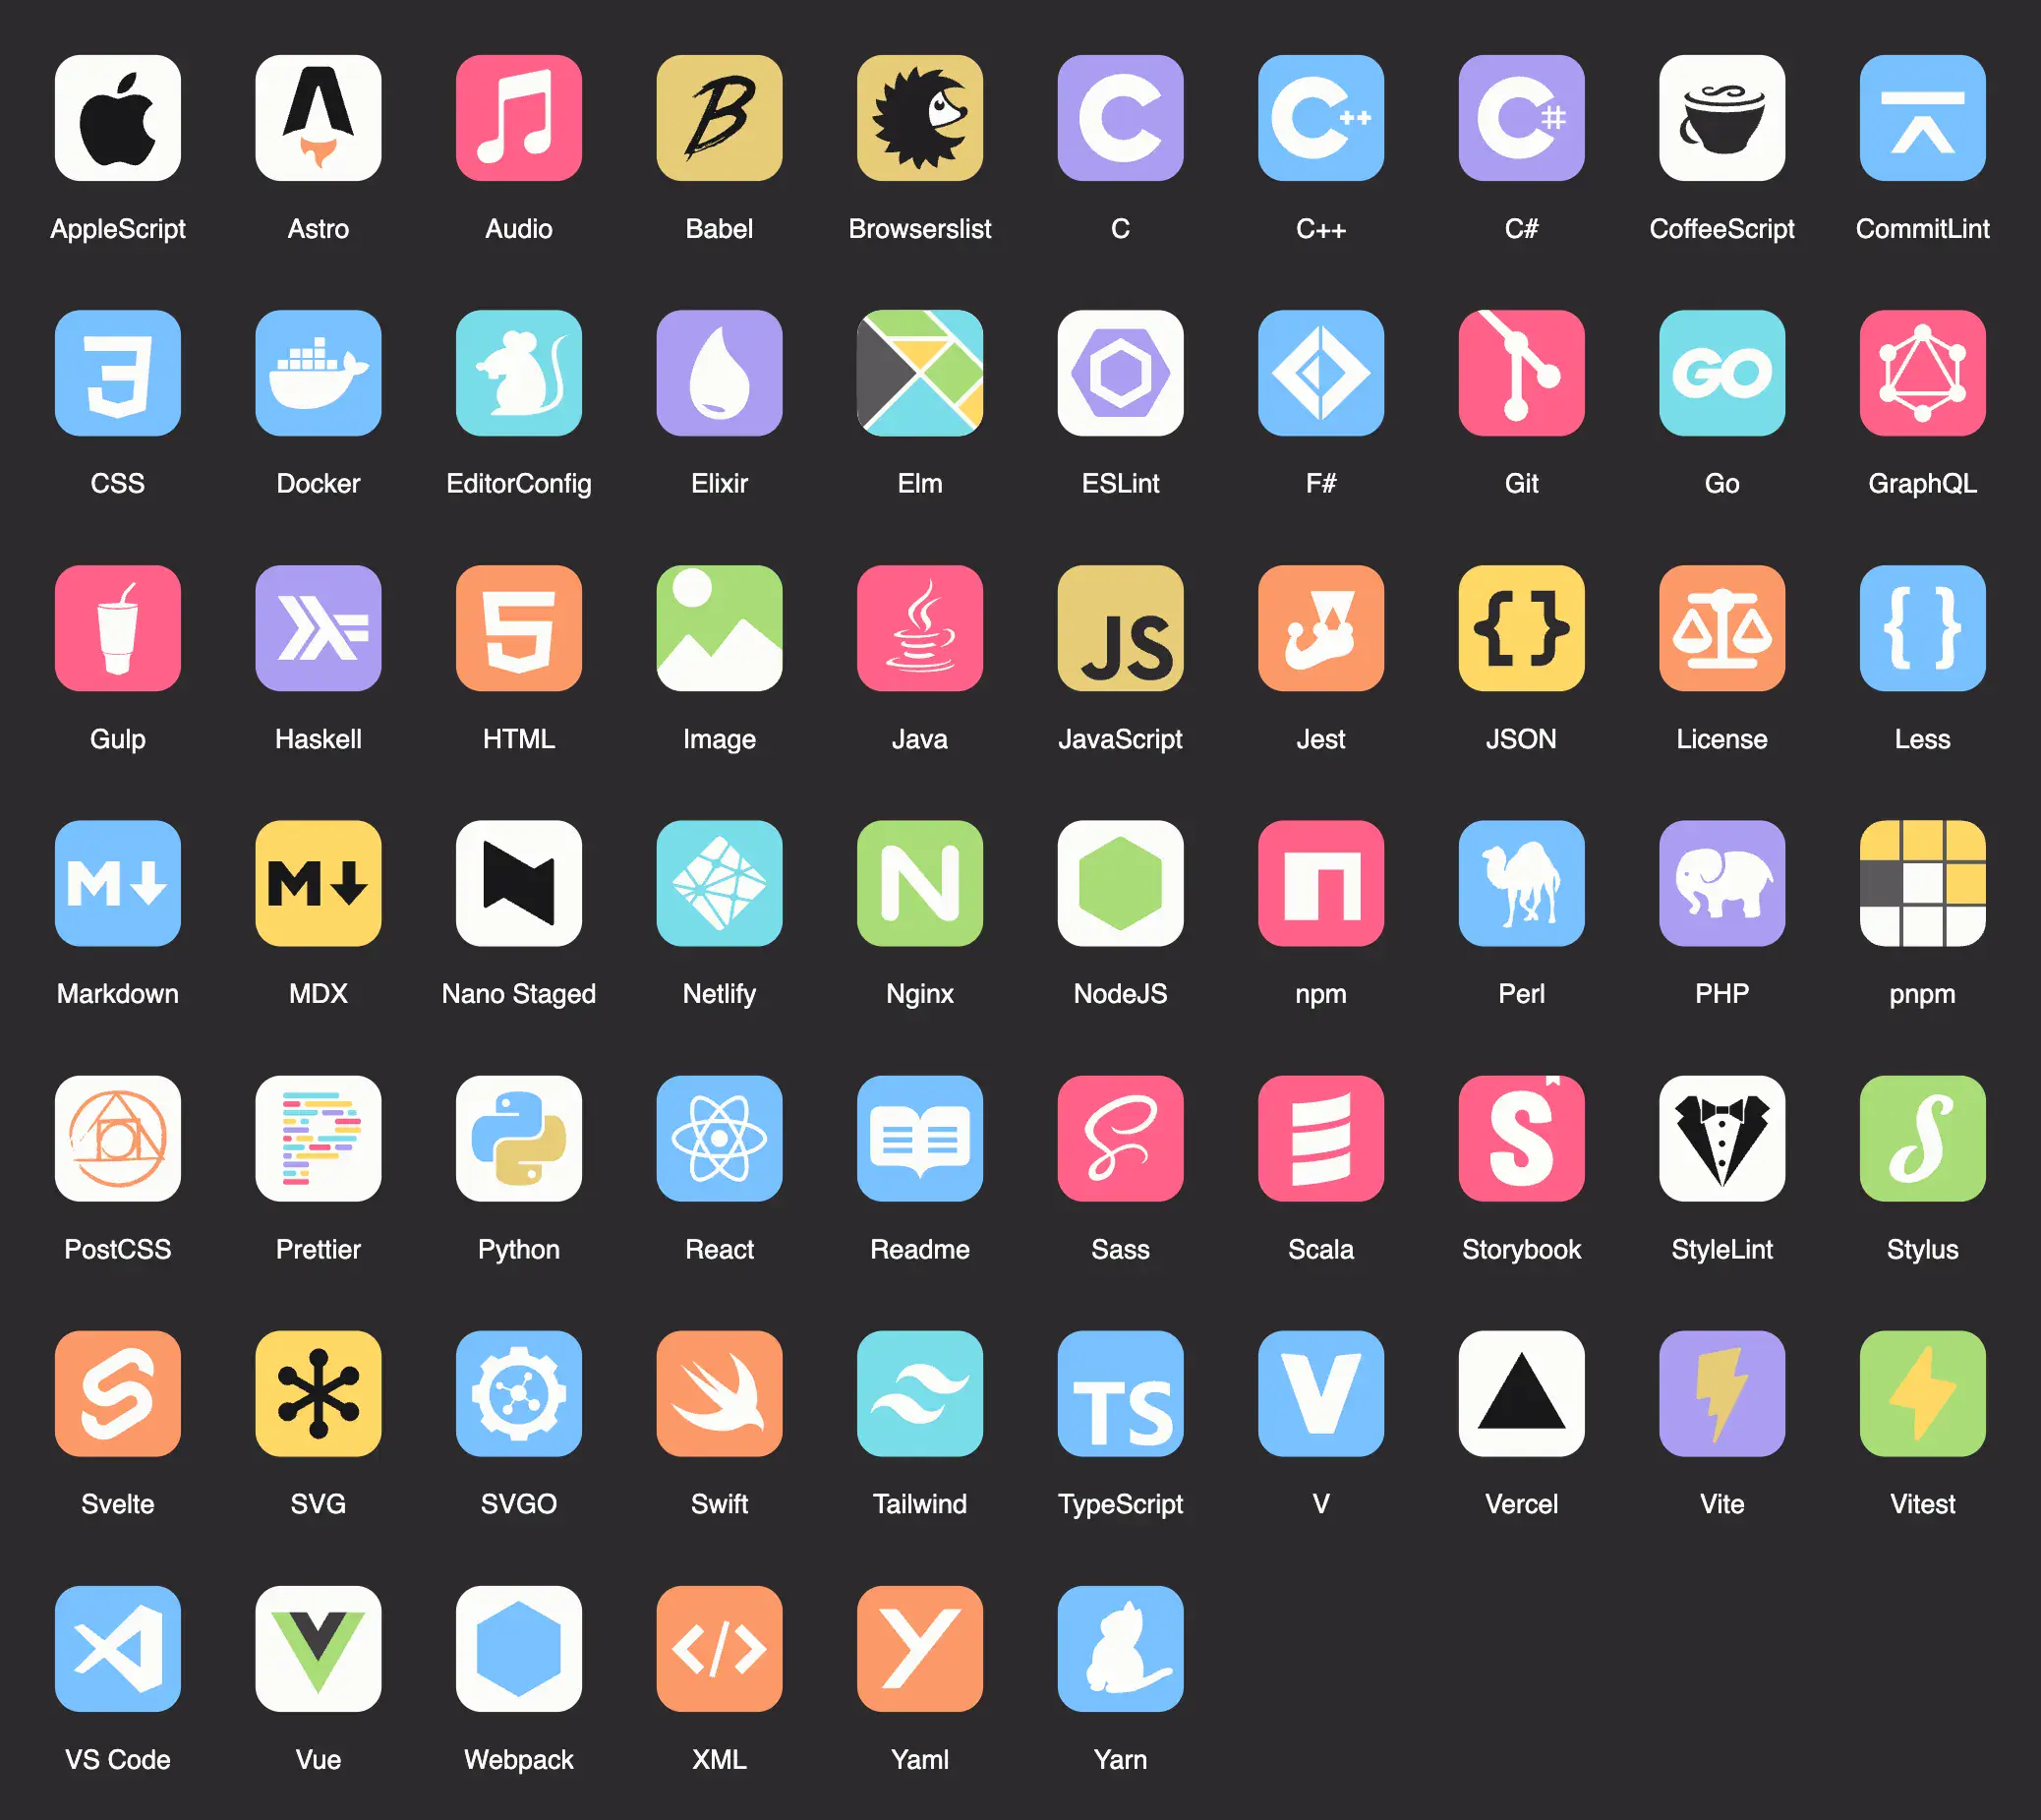 AppleScript Astro Audio Babel Browserslist C C++ C# CoffeeScript CommitLint
CSS Docker EditorConfig Elixir Elm ESLint F# Git Go GraphQL
Gulp Haskell HTML Image Java JavaScript Jest JSON License Less
Markdown MDX Nano Staged Netlify Nginx NodeJS npm Perl PHP pnpm
PostCSS Prettier Python React Readme Sass Scala Storybook StyleLint Stylus
Svelte SVG SVGO Swift Tailwind TypeScript V Vercel Vite Vitest
VS Code Vue Webpack XML Yaml Yarn